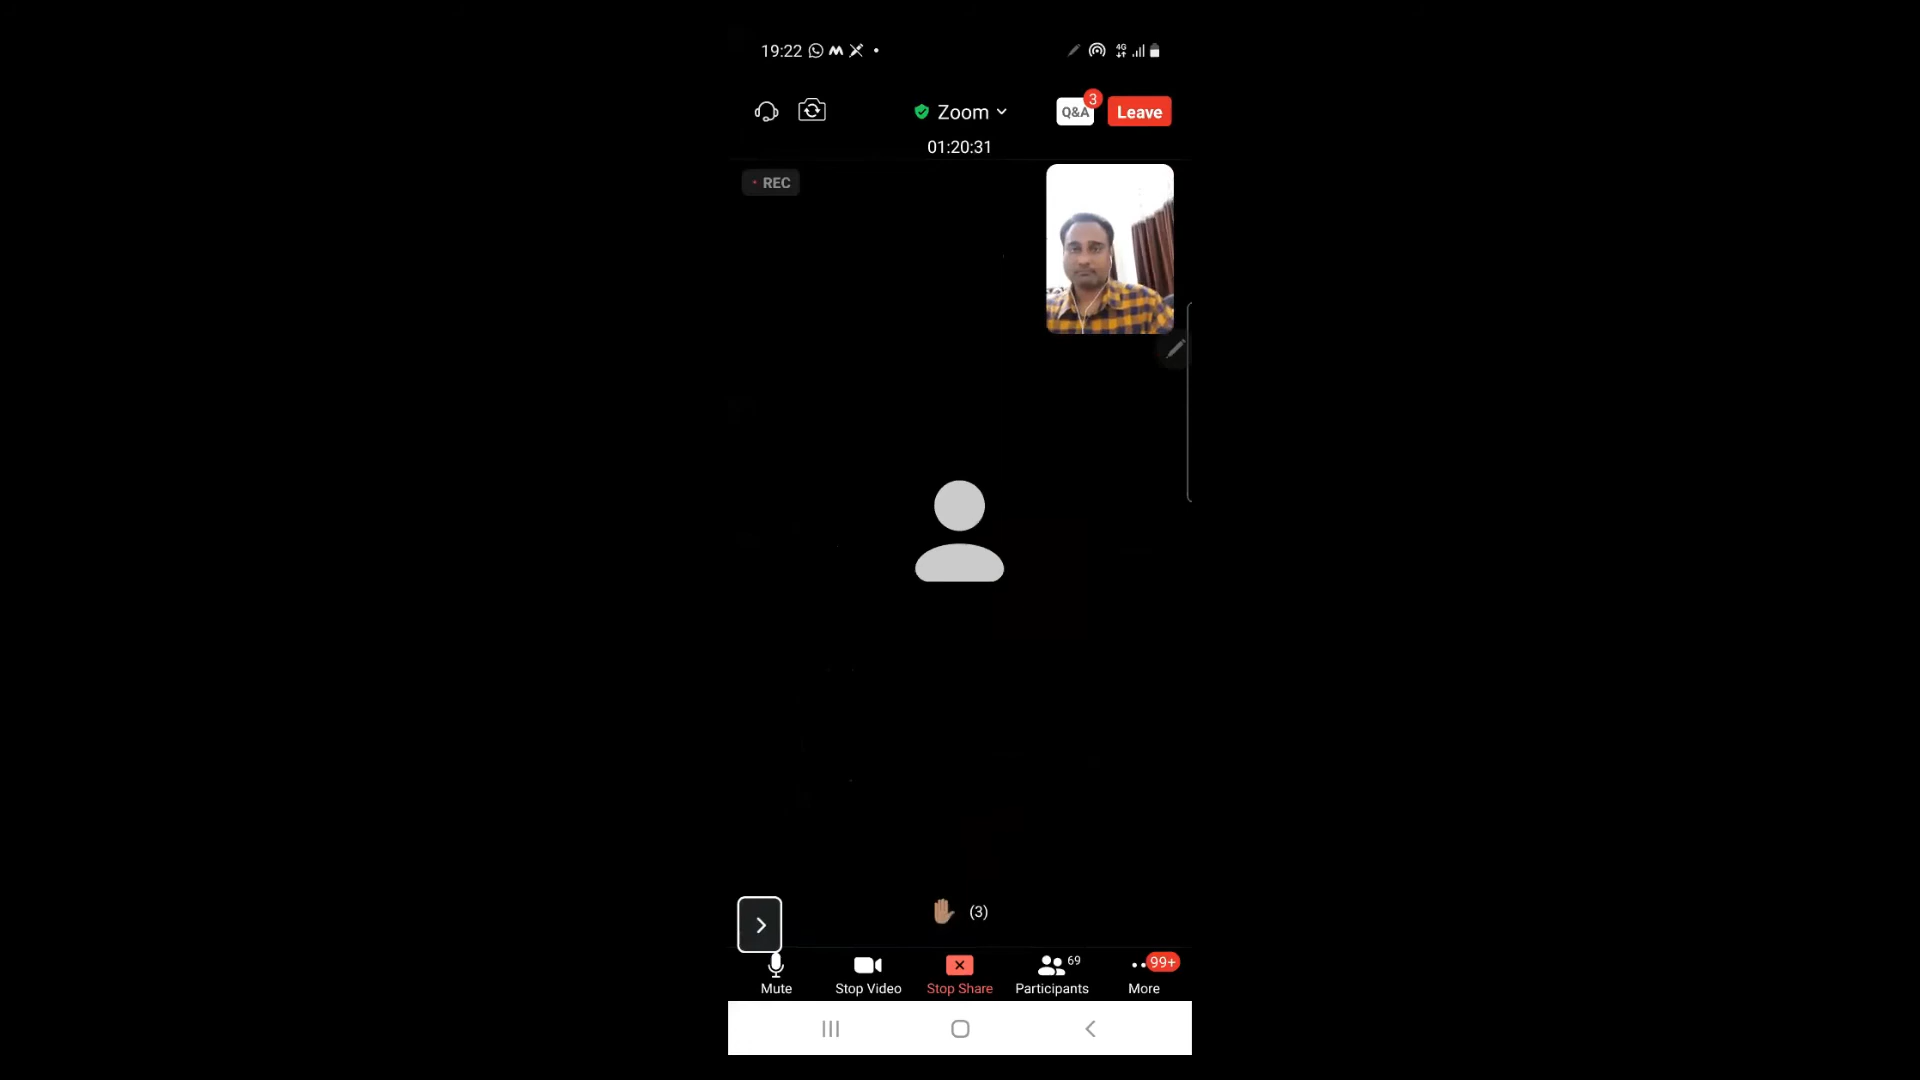 19:22
4G
Zoom
Q&A
3
Leave
01:20:31
REC
(3)
69
99+
Mute
Stop Video
Stop Share
Participants
More